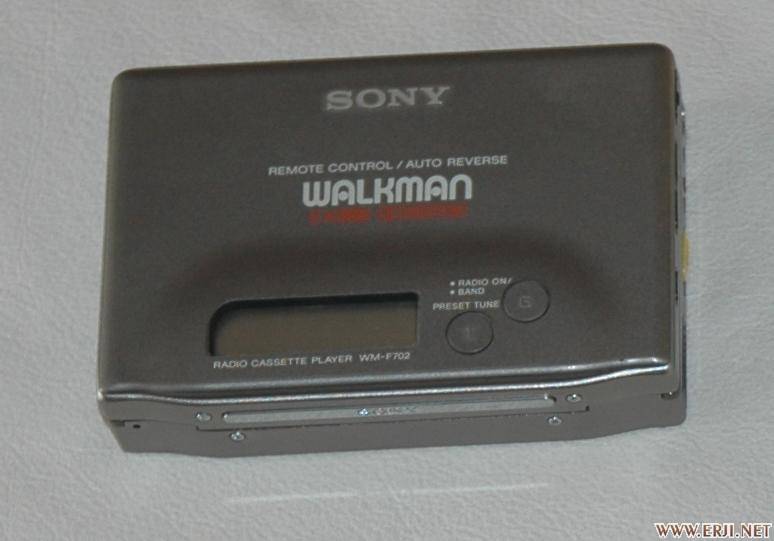 SONY
REMOTE CONTROL / AUTO REVERSE
WALKMAN
• RADIO ON/
• BAND
PRESET TUNE
RADIO CASSETTE PLAYER WM-F702
WWW.ERJI.NET